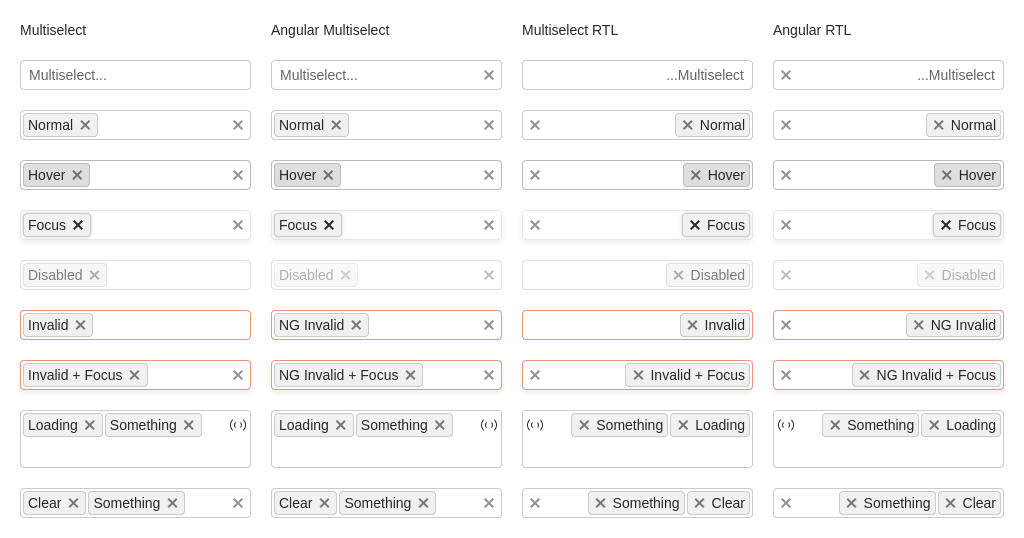 Multiselect Angular Multiselect Multiselect RTL Angular RTL
Multiselect... Multiselect... ...Multiselect ...Multiselect
Normal Normal Normal Normal
Hover Hover Hover Hover
Focus Focus Focus Focus
Disabled Disabled Disabled Disabled
Invalid NG Invalid Invalid NG Invalid
Invalid + Focus NG Invalid + Focus Invalid + Focus NG Invalid + Focus
Loading Something Loading Something Something Loading Something Loading
Clear Something Clear Something Something Clear Something Clear